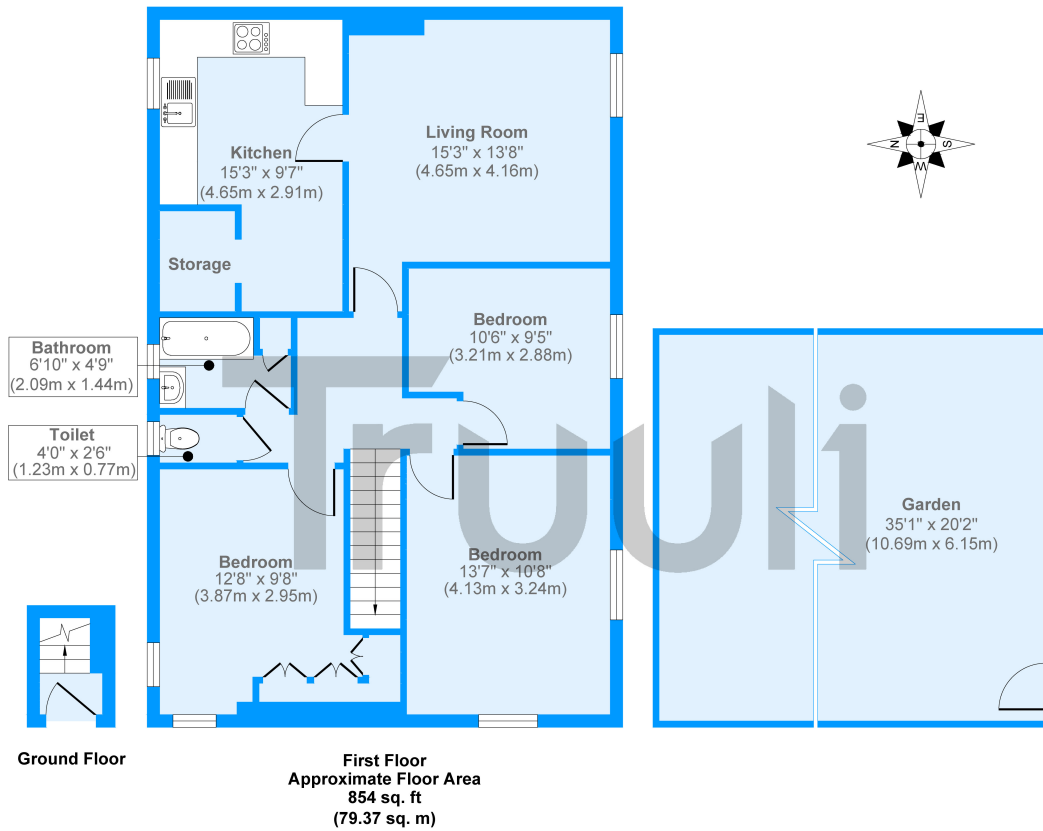 Kitchen
15'3" x 9'7"
(4.65m x 2.91m)
Living Room
15'3" x 13'8"
(4.65m x 4.16m)
E
N
S
W
Storage
Bathroom
6'10" x 4'9"
(2.09m x 1.44m)
Bedroom
10'6" x 9'5"
(3.21m x 2.88m)
Toilet
4'0" x 2'6"
(1.23m x 0.77m)
Truuli
Bedroom
12'8" x 9'8"
(3.87m x 2.95m)
Bedroom
13'7" x 10'8"
(4.13m x 3.24m)
Garden
35'1" x 20'2"
(10.69m x 6.15m)
Ground Floor
First Floor
Approximate Floor Area
854 sq. ft
(79.37 sq. m)